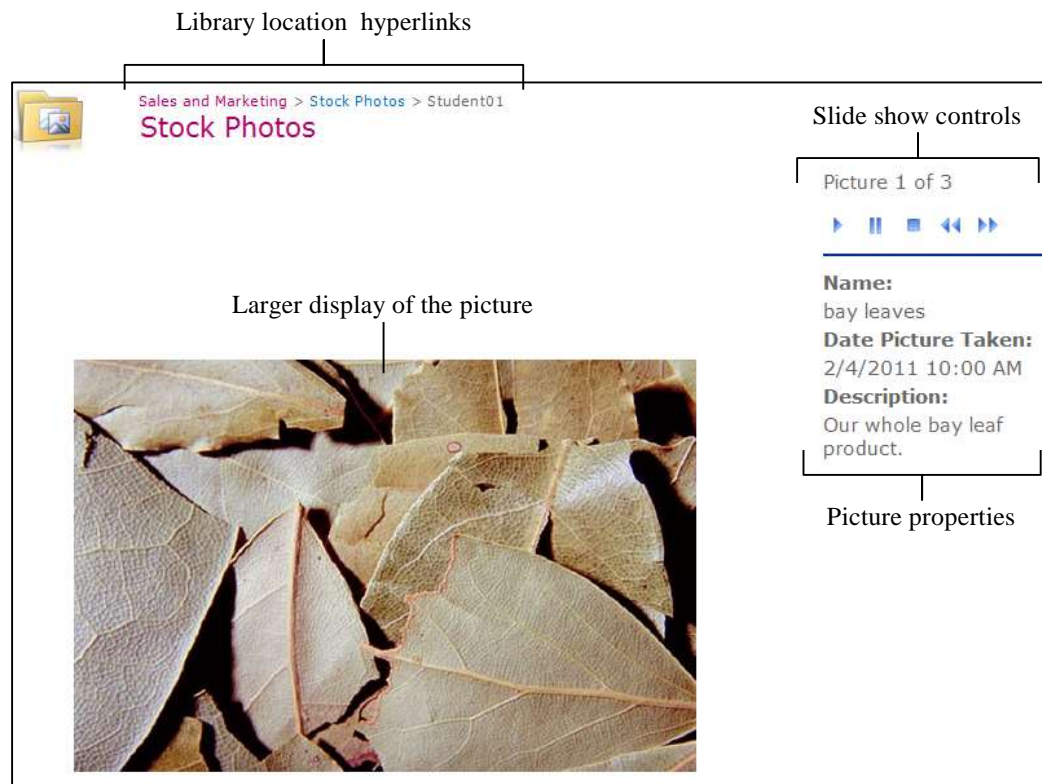 Library location hyperlinks
Sales and Marketing > Stock Photos > Student01
Stock Photos
Slide show controls
Picture 1 of 3
Larger display of the picture
Name:
bay leaves
Date Picture Taken:
2/4/2011 10:00 AM
Description:
Our whole bay leaf
product.
Picture properties